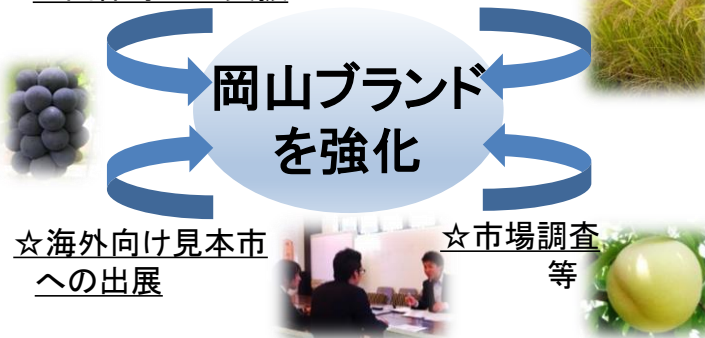 岡山ブランド
を強化
☆海外向け見本市
への出展
☆市場調査
等